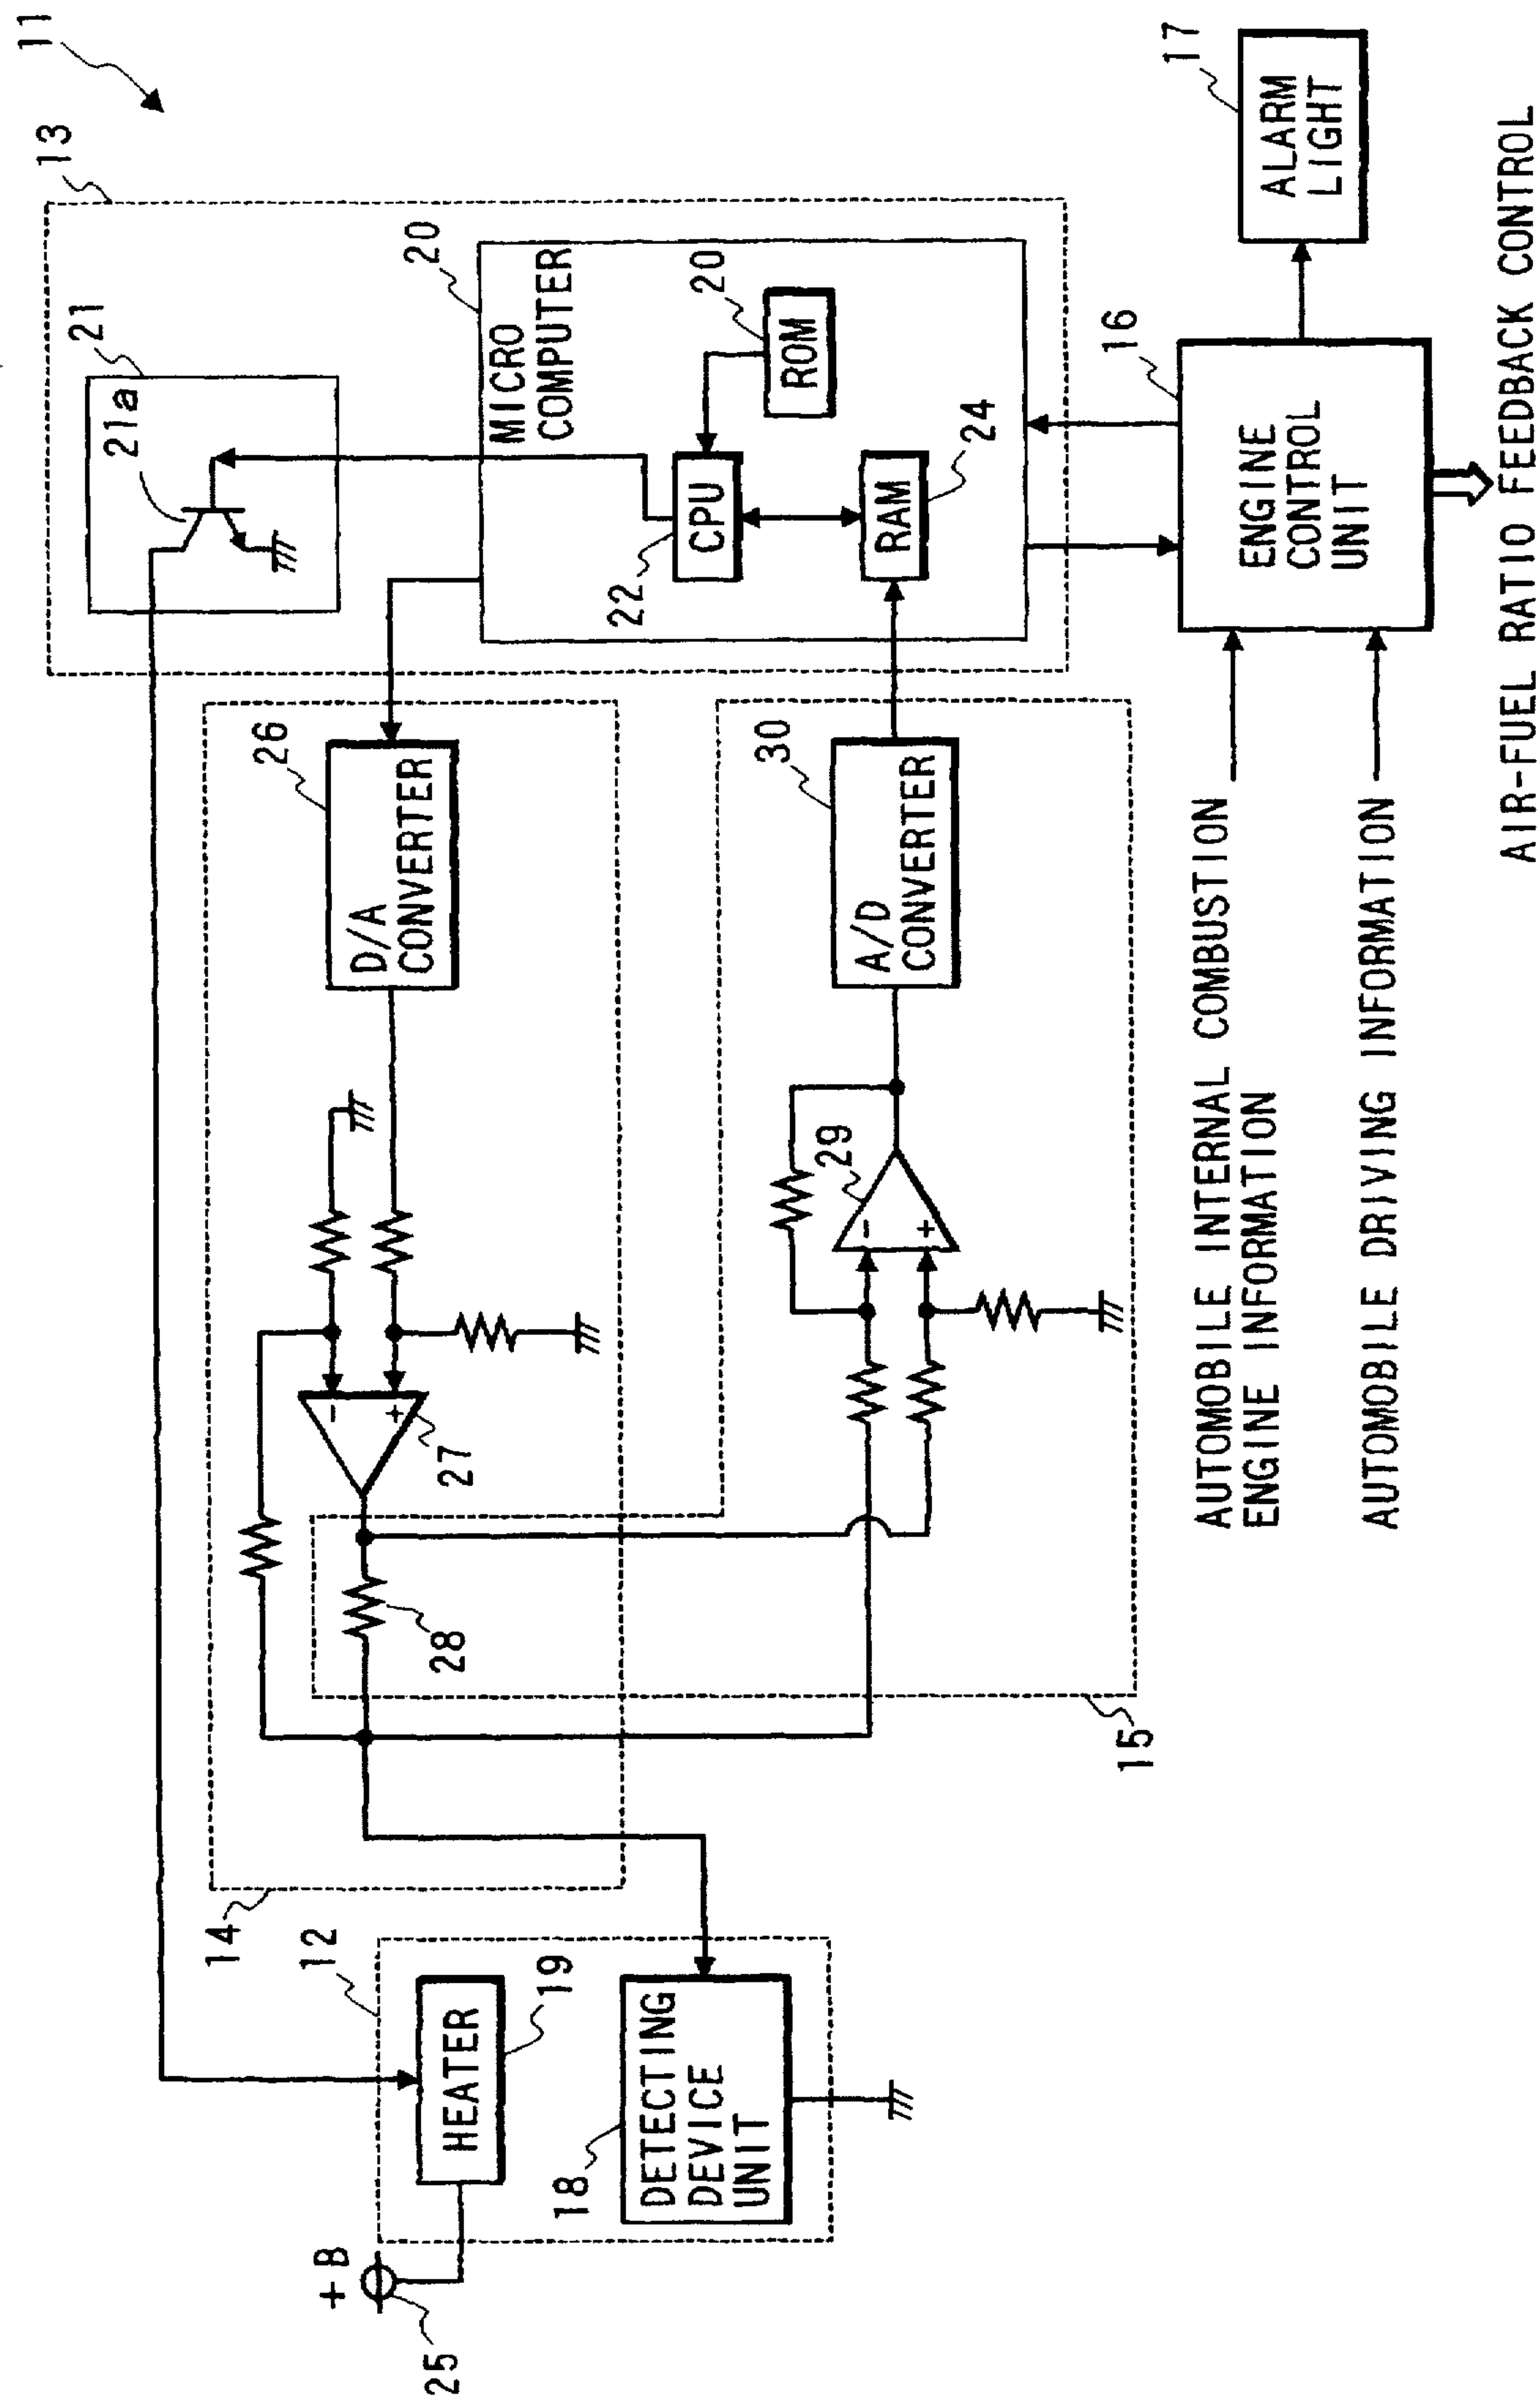 11
13
21
21a
20
MICRO
COMPUTER
20
ROM
CPU
22
RAM
24
16
ENGINE
CONTROL
UNIT
17
ALARM
LIGHT
AIR-FUEL RATIO FEEDBACK CONTROL
AUTOMOBILE INTERNAL COMBUSTION
ENGINE INFORMATION
AUTOMOBILE DRIVING INFORMATION
26
D/A
CONVERTER
30
A/D
CONVERTER
-
+
27
-
+
29
28
14
15
12
HEATER
19
18
DETECTING
DEVICE
UNIT
+B
25